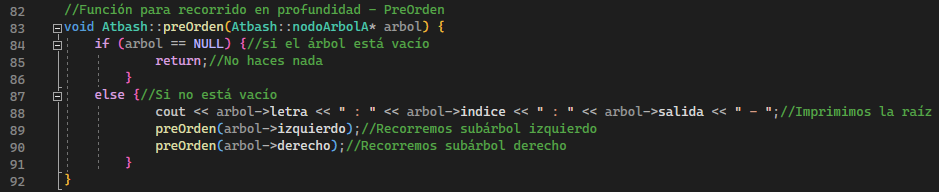 82 //Función para recorrido en profundidad - PreOrden
83 void Atbash::preOrden(Atbash::nodoArbolA* arbol) {
84 if (arbol == NULL) {//si el árbol está vacío
85 return;//No haces nada
86 }
87 else {//Si no está vacío
88 cout << arbol->letra << " : " << arbol->indice << " : " << arbol->salida << " - ";//Imprimimos la raíz
89 preOrden(arbol->izquierdo);//Recorremos subárbol izquierdo
90 preOrden(arbol->derecho);//Recorremos subárbol derecho
91 }
92 }